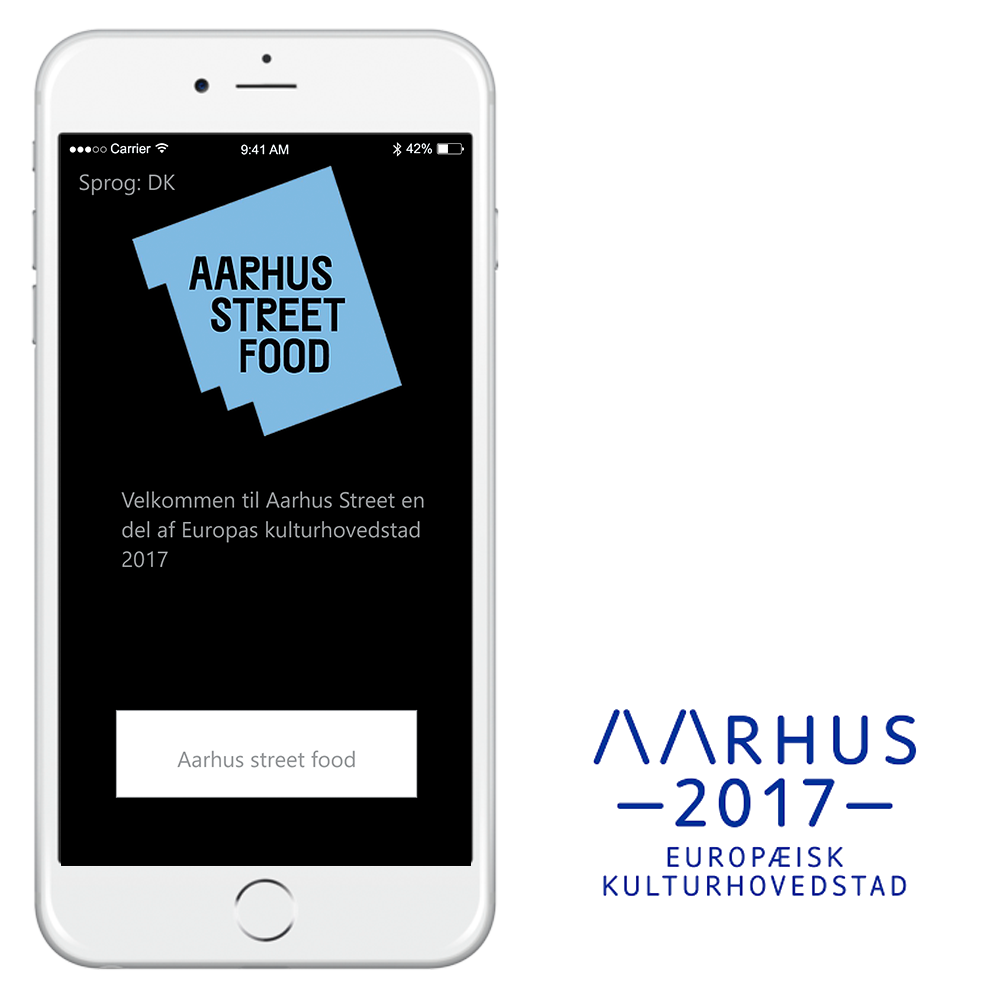 Carrier 9:41 AM 42%
Sprog: DK
AARHUS
STREET
FOOD
Velkommen til Aarhus Street en
del af Europas kulturhovedstad
2017
Aarhus street food
AARHUS
—2017—
EUROPÆISK
KULTURHOVEDSTAD